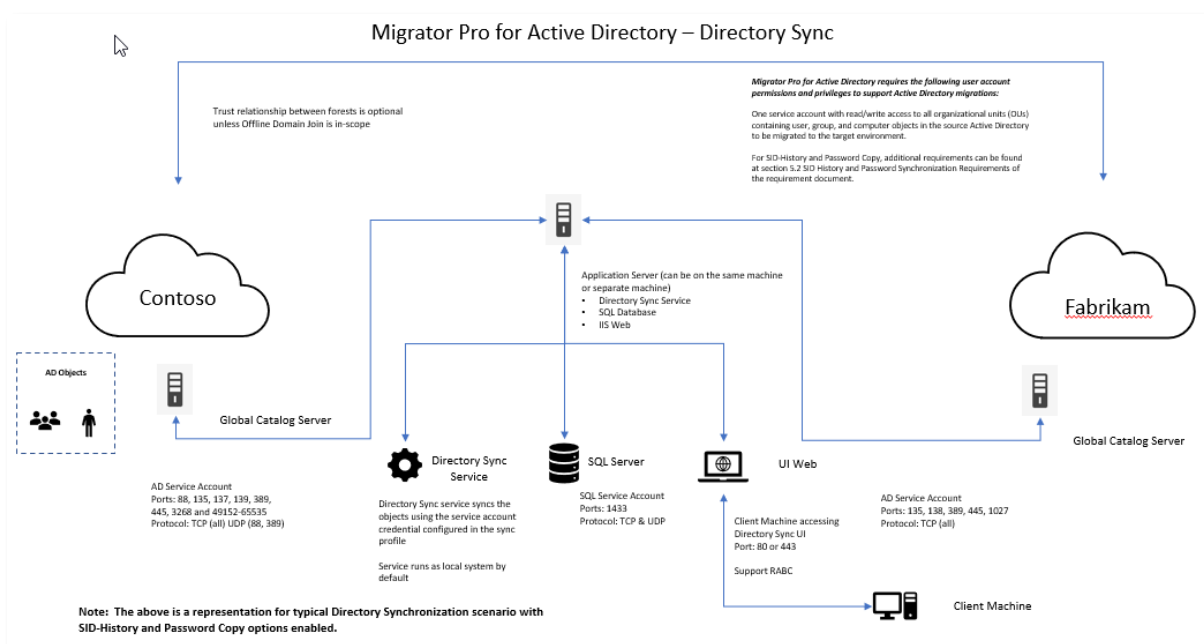 Migrator Pro for Active Directory – Directory Sync
Trust relationship between forests is optional
unless Offline Domain Join is in-scope
Migrator Pro for Active Directory requires the following user account
permissions and privileges to support Active Directory migrations:
One service account with read/write access to all organizational units (OUs)
containing user, group, and computer objects in the source Active Directory
to be migrated to the target environment.
For SID-History and Password Copy, additional requirements can be found
at section 5.2 SID History and Password Synchronization Requirements of
the requirement document.
Contoso
Application Server (can be on the same machine
or separate machine)
• Directory Sync Service
• SQL Database
• IIS Web
Fabrikam
AD Objects
Global Catalog Server
Global Catalog Server
Directory Sync
Service
SQL Server
UI Web
AD Service Account
Ports: 88, 135, 137, 139, 389,
445, 3268 and 49152-65535
Protocol: TCP (all) UDP (88, 389)
Directory Sync service syncs the
objects using the service account
credential configured in the sync
profile
Service runs as local system by
default
SQL Service Account
Ports: 1433
Protocol: TCP & UDP
Client Machine accessing
Directory Sync UI
Port: 80 or 443
Support RABC
AD Service Account
Ports: 135, 138, 389, 445, 1027
Protocol: TCP (all)
Client Machine
Note: The above is a representation for typical Directory Synchronization scenario with
SID-History and Password Copy options enabled.